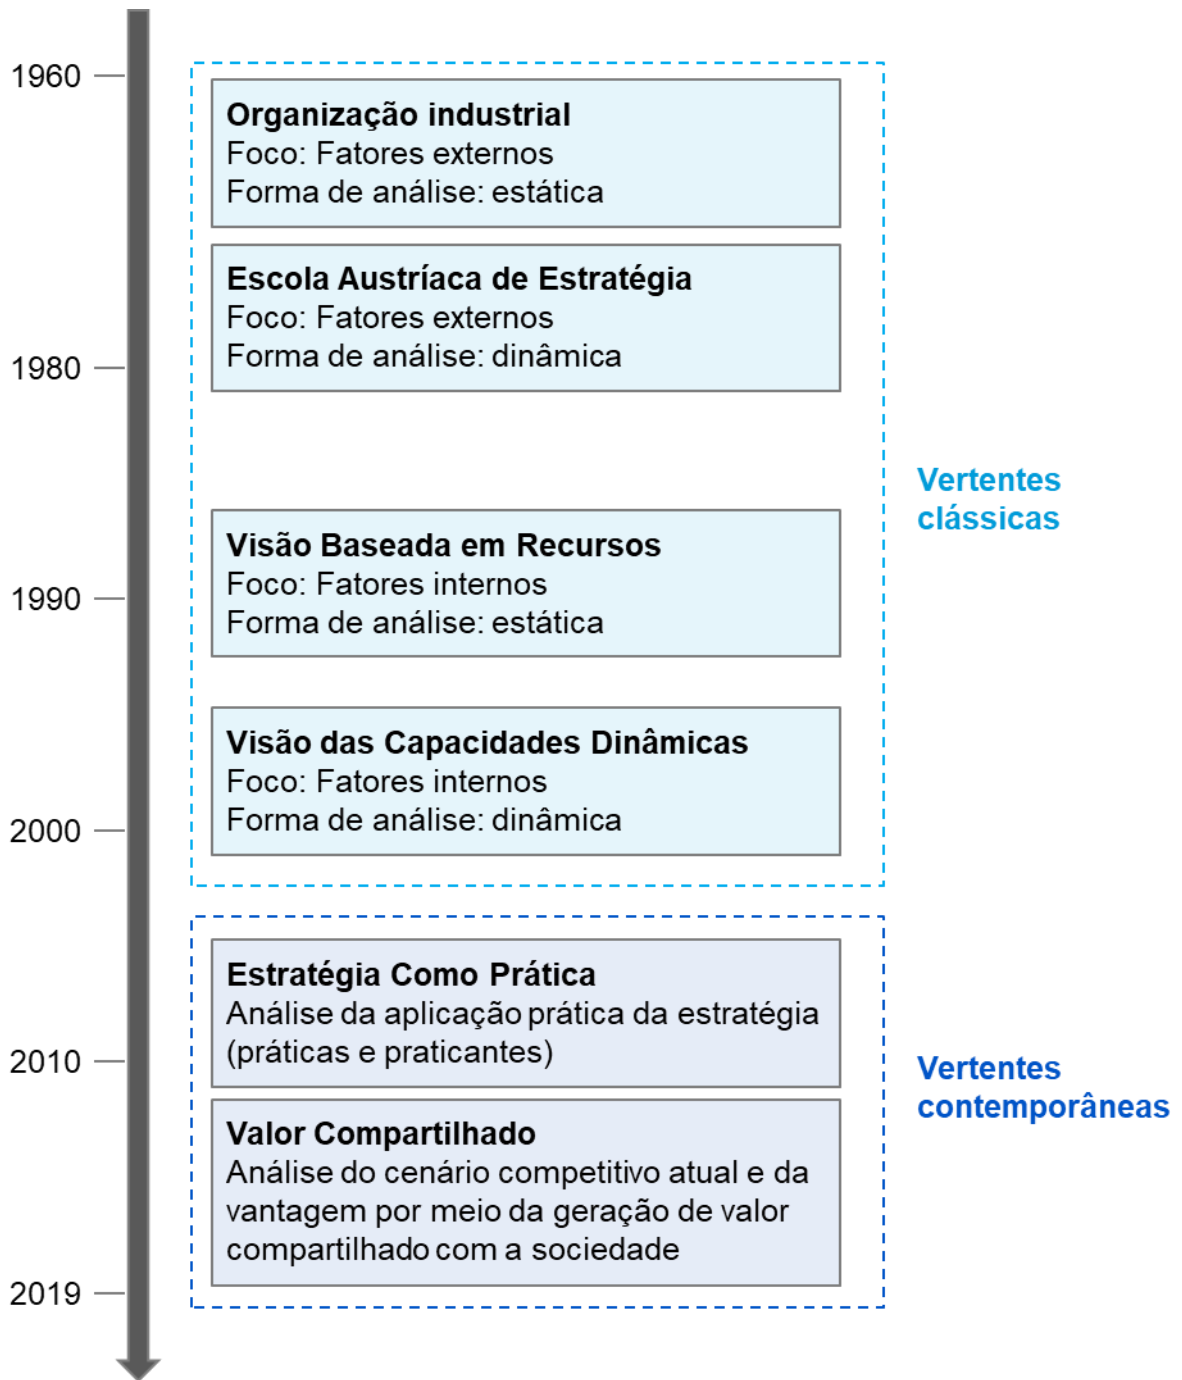 1960
Organização industrial
Foco: Fatores externos
Forma de análise: estática
Escola Austríaca de Estratégia
Foco: Fatores externos
Forma de análise: dinâmica
1980
Vertentes
clássicas
Visão Baseada em Recursos
Foco: Fatores internos
Forma de análise: estática
1990
Visão das Capacidades Dinâmicas
Foco: Fatores internos
Forma de análise: dinâmica
2000
Estratégia Como Prática
Análise da aplicação prática da estratégia
(práticas e praticantes)
2010
Vertentes
contemporâneas
Valor Compartilhado
Análise do cenário competitivo atual e da
vantagem por meio da geração de valor
compartilhado com a sociedade
2019